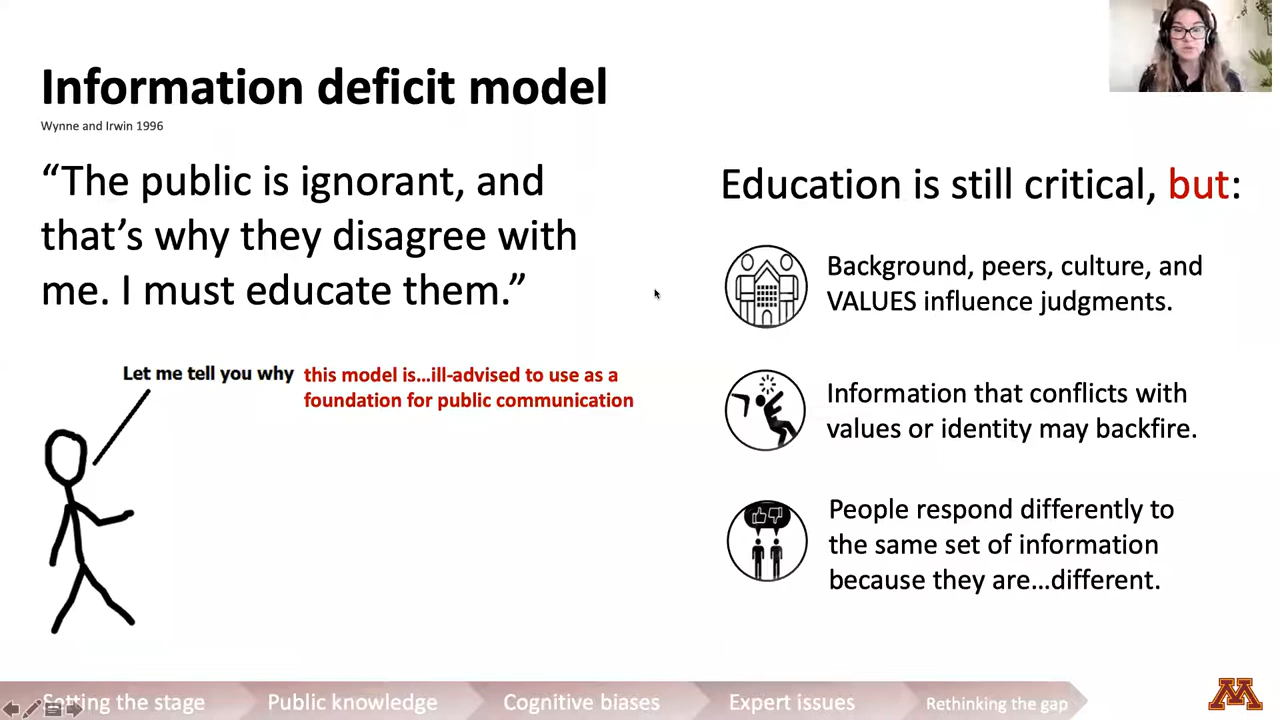 Information deficit model
Wynne and Irwin 1996
“The public is ignorant, and
that’s why they disagree with
me. I must educate them.”
Let me tell you why this model is...ill-advised to use as a
foundation for public communication
Education is still critical, but:
Background, peers, culture, and
VALUES influence judgments.
Information that conflicts with
values or identity may backfire.
People respond differently to
the same set of information
because they are...different.
Setting the stage
Public knowledge
Cognitive biases
Expert issues
Rethinking the gap
M